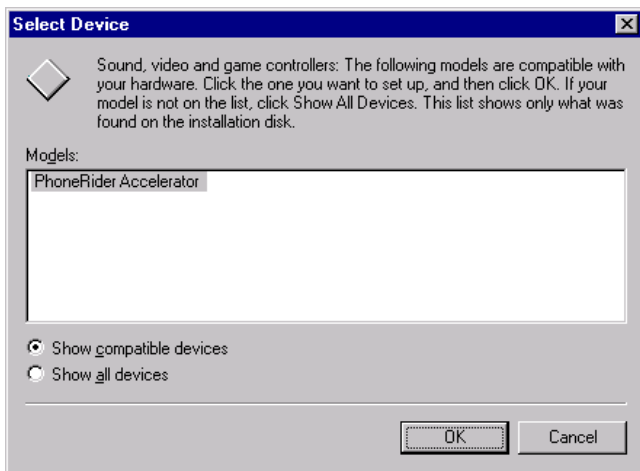 Select Device
Sound, video and game controllers: The following models are compatible with
your hardware. Click the one you want to set up, and then click OK. If your
model is not on the list, click Show All Devices. This list shows only what was
found on the installation disk.
Models:
PhoneRider Accelerator
Show compatible devices
Show all devices
OK
Cancel